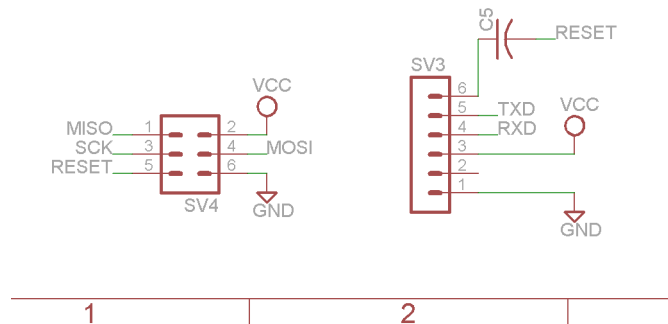 C5
RESET
SV3
6
5 TXD
4 RXD
3
2
1
VCC
GND
VCC
MISO 1 2
SCK 3 4 MOSI
RESET 5 6
SV4
GND
1 2